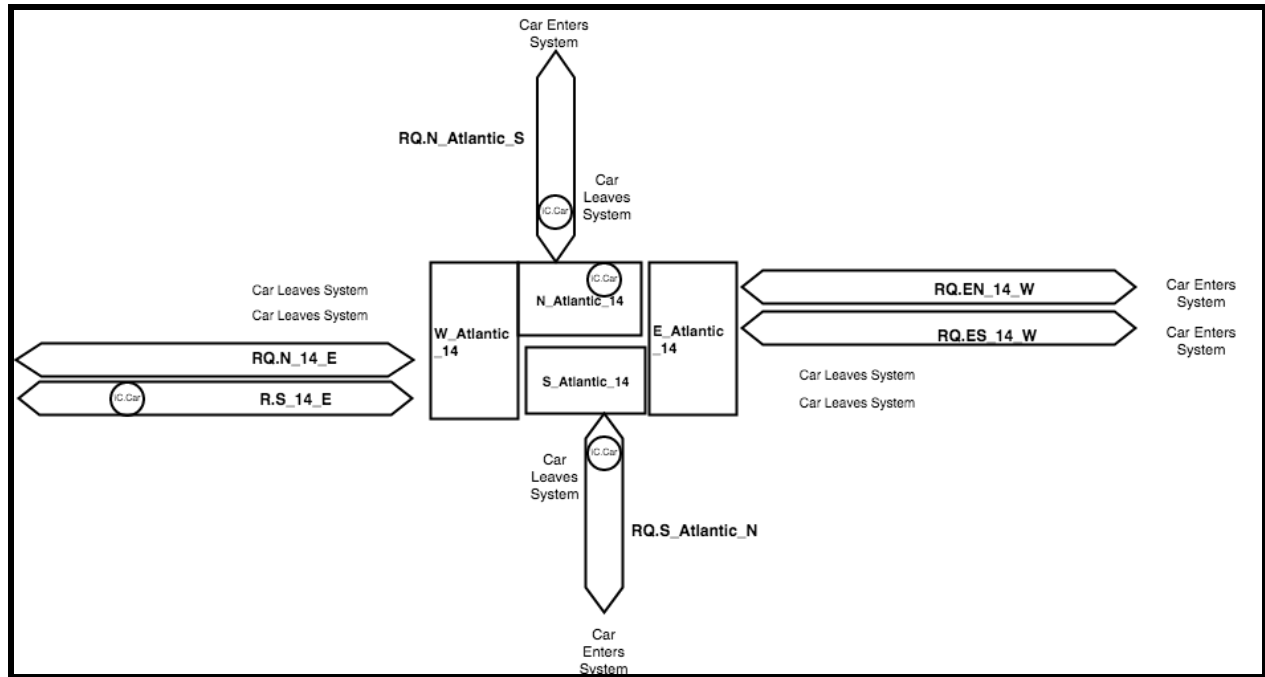 Car Enters
System
RQ.N_Atlantic_S
Car
Leaves
System
iC.Car
iC.Car
N_Atlantic_14
W_Atlantic
_14
E_Atlantic
_14
S_Atlantic_14
Car Leaves System
Car Leaves System
RQ.N_14_E
iC.Car
R.S_14_E
RQ.EN_14_W
Car Enters
System
RQ.ES_14_W
Car Enters
System
Car Leaves System
Car Leaves System
Car
Leaves
System
iC.Car
RQ.S_Atlantic_N
Car
Enters
System